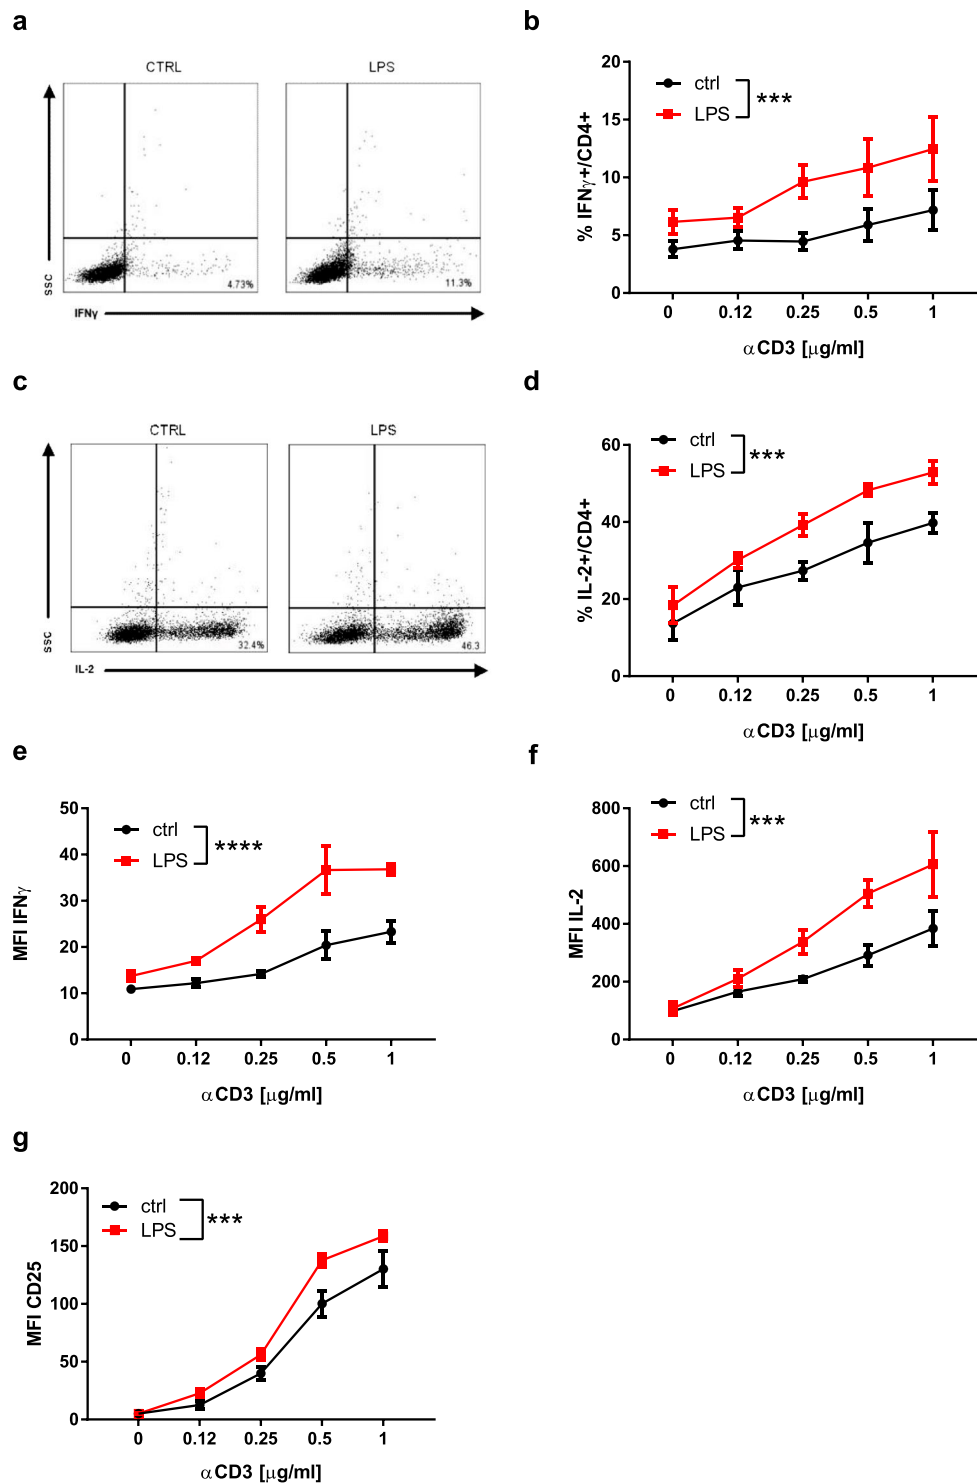 a
CTRL
LPS
SSC
4.73%
11.3%
IFNγ
b
ctrl
LPS
***
% IFNγ+/CD4+
20
15
10
5
0
0 0.12 0.25 0.5 1
αCD3 [µg/ml]
c
CTRL
LPS
SSC
32.4%
46.3
IL-2
d
ctrl
LPS
***
% IL-2+/CD4+
60
40
20
0
0 0.12 0.25 0.5 1
αCD3 [µg/ml]
e
ctrl
LPS
****
MFI IFNγ
50
40
30
20
10
0
0 0.12 0.25 0.5 1
αCD3 [µg/ml]
f
ctrl
LPS
***
MFI IL-2
800
600
400
200
0
0 0.12 0.25 0.5 1
αCD3 [µg/ml]
g
ctrl
LPS
***
MFI CD25
200
150
100
50
0
0 0.12 0.25 0.5 1
αCD3 [µg/ml]